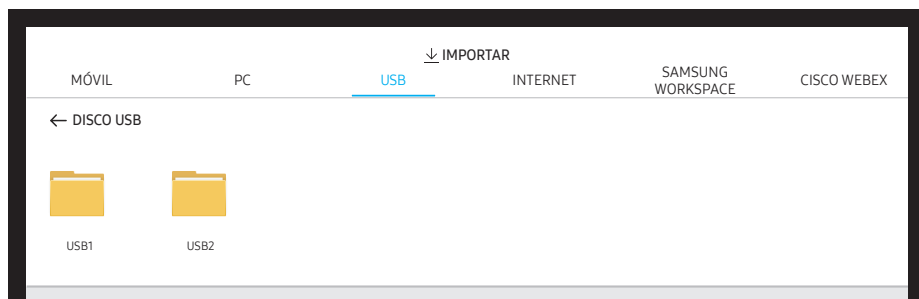 IMPORTAR
MÓVIL
PC
USB
INTERNET
SAMSUNG
WORKSPACE
CISCO WEBEX
DISCO USB
USB1
USB2